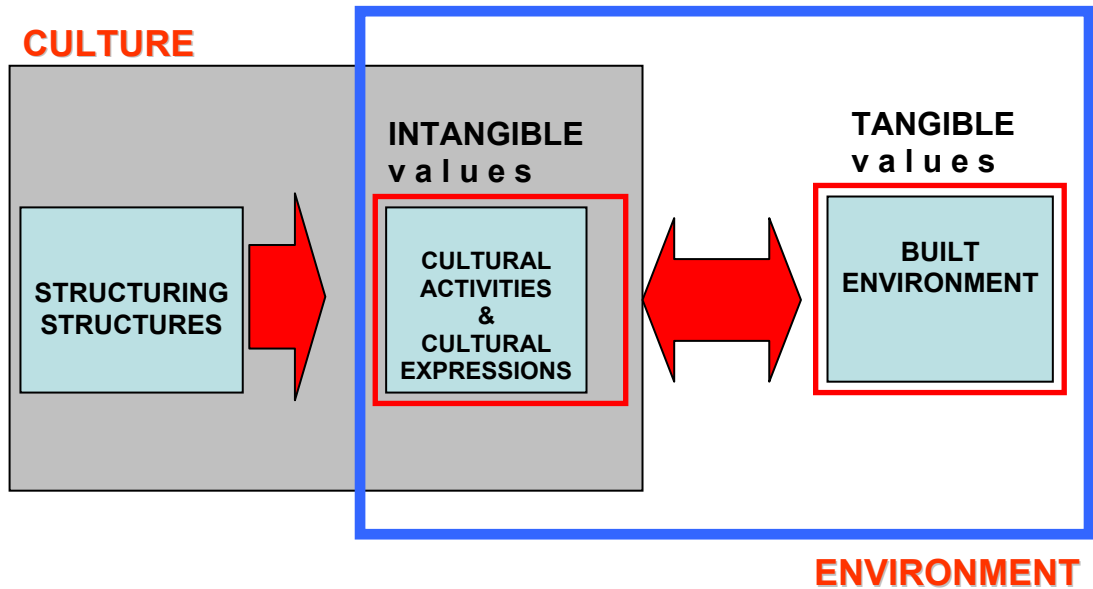 CULTURE
INTANGIBLE
values
TANGIBLE
values
STRUCTURING
STRUCTURES
CULTURAL
ACTIVITIES
&
CULTURAL
EXPRESSIONS
BUILT
ENVIRONMENT
ENVIRONMENT